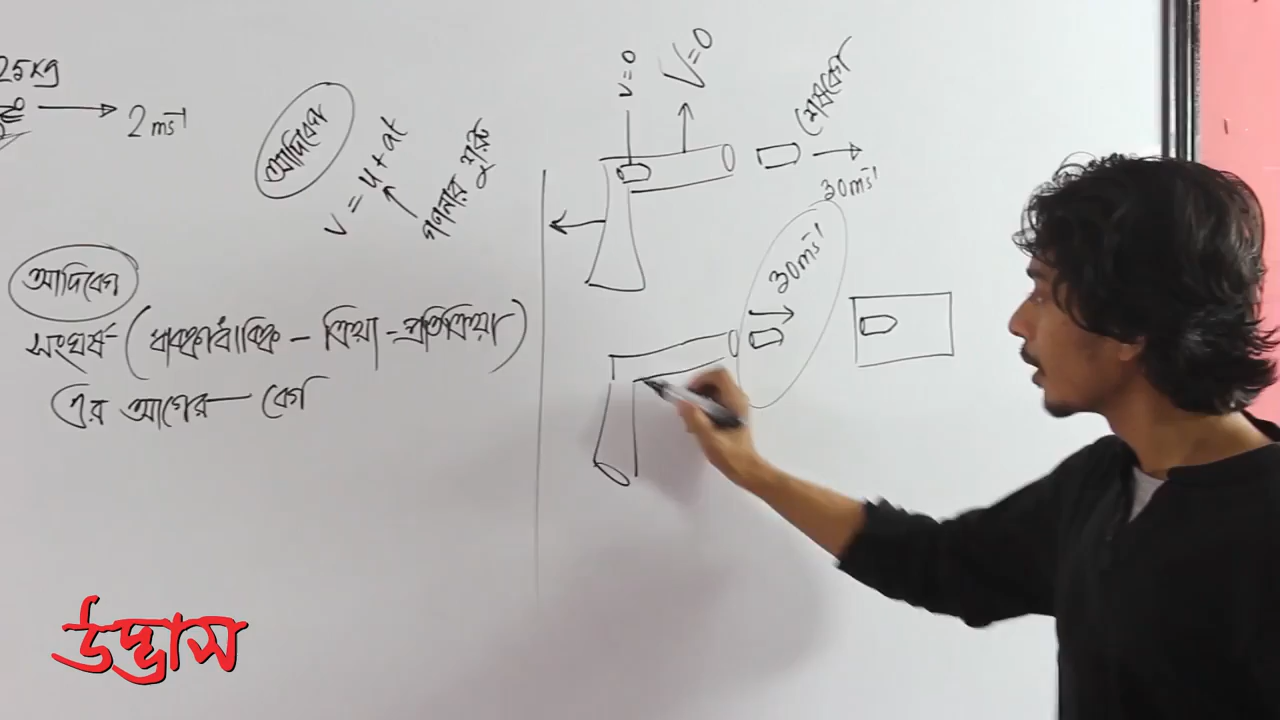 25kg
2 ms⁻¹
আদিবেগ
v = u + at
গণনার শুরু
আদিবেগ
সংঘর্ষ (ধাক্কাধাক্কি – ক্রিয়া -প্রতিক্রিয়া)
এর আগের — বেগ
v=0
V=0
শেষবেগ
30ms⁻¹
30ms⁻¹
উদ্ভাস